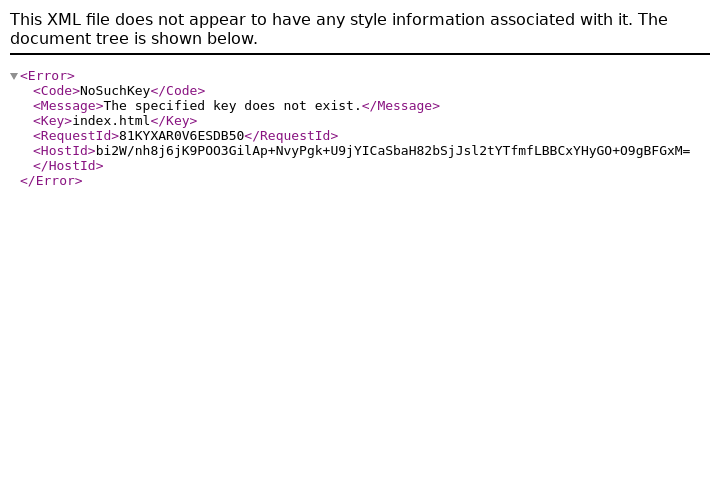 This XML file does not appear to have any style information associated with it. The
document tree is shown below.
<Error>
<Code>NoSuchKey</Code>
<Message>The specified key does not exist.</Message>
<Key>index.html</Key>
<RequestId>81KYXAR0V6ESDB50</RequestId>
<HostId>bi2W/nh8j6jK9POO3GilAp+NvyPgk+U9jYICaSbaH82bSjJsl2tYTfmfLBBCxYHyGO+O9gBFGxM=
</HostId>
</Error>